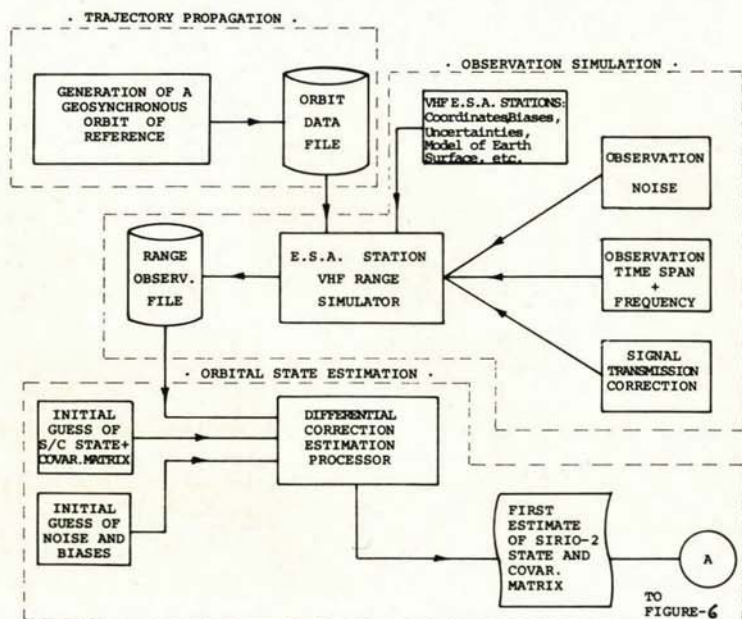 . TRAJECTORY PROPAGATION .
GENERATION OF A
GEOSYNCHRONOUS
ORBIT OF
REFERENCE
ORBIT
DATA
FILE
. OBSERVATION SIMULATION .
VHF E.S.A. STATIONS:
Coordinates,Biases,
Uncertainties,
Model of Earth
Surface, etc.
OBSERVATION
NOISE
RANGE
OBSERV.
FILE
E.S.A. STATION
VHF RANGE
SIMULATOR
OBSERVATION
TIME SPAN
+
FREQUENCY
SIGNAL
TRANSMISSION
CORRECTION
. ORBITAL STATE ESTIMATION .
INITIAL
GUESS OF
S/C STATE+
COVAR.MATRIX
DIFFERENTIAL
CORRECTION
ESTIMATION
PROCESSOR
INITIAL
GUESS OF
NOISE AND
BIASES
FIRST
ESTIMATE
OF SIRIO-2
STATE AND
COVAR.
MATRIX
A
TO
FIGURE-6